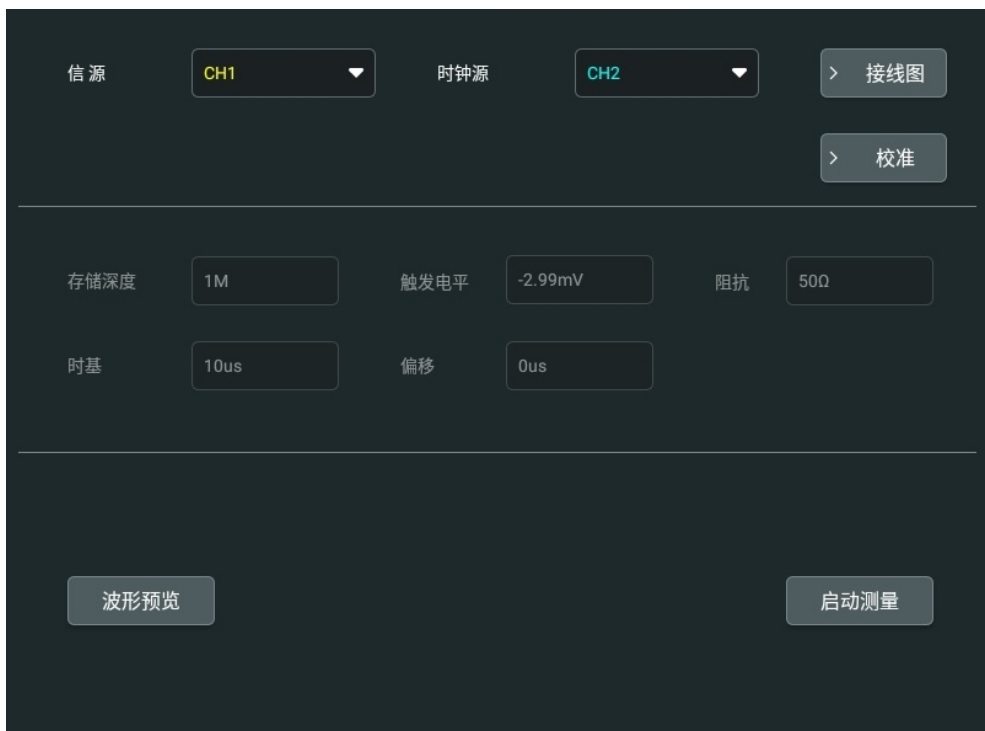 信源 CH1 时钟源 CH2 接线图
校准
存储深度 1M 触发电平 -2.99mV 阻抗 50Ω
时基 10us 偏移 0us
波形预览 启动测量